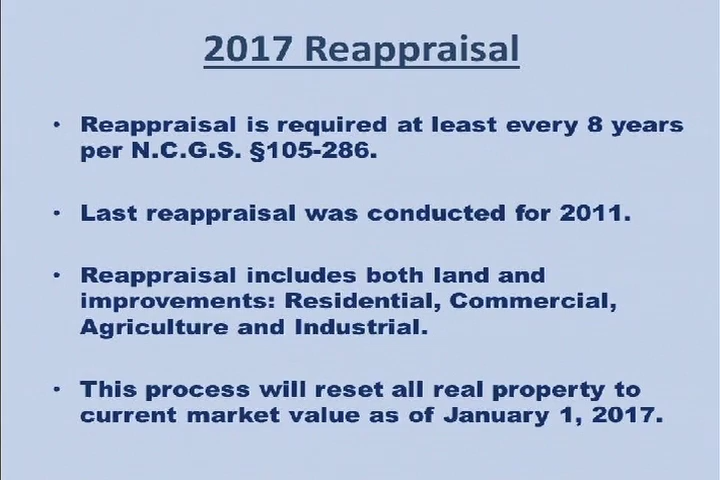 2017 Reappraisal
• Reappraisal is required at least every 8 years
per N.C.G.S. §105-286.
• Last reappraisal was conducted for 2011.
• Reappraisal includes both land and
improvements: Residential, Commercial,
Agriculture and Industrial.
• This process will reset all real property to
current market value as of January 1, 2017.